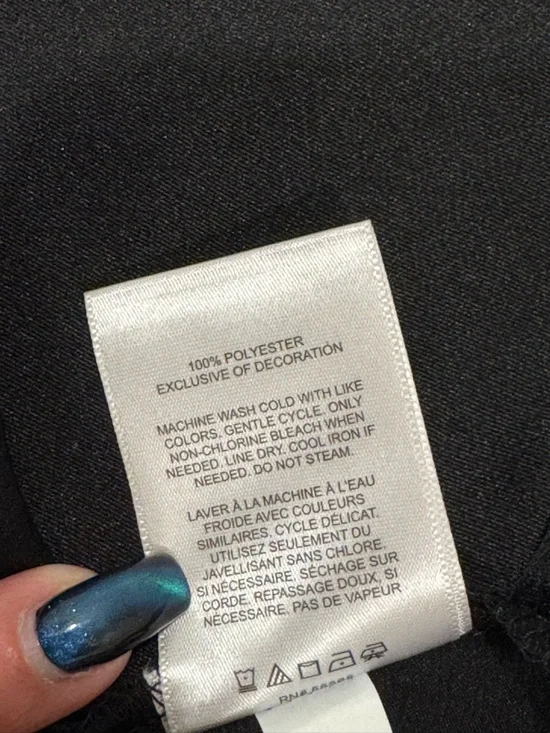 100% POLYESTER
EXCLUSIVE OF DECORATION
MACHINE WASH COLD WITH LIKE
COLORS. GENTLE CYCLE. ONLY
NON-CHLORINE BLEACH WHEN
NEEDED. LINE DRY. COOL IRON IF
NEEDED. DO NOT STEAM.
LAVER À LA MACHINE À L'EAU
FROIDE AVEC COULEURS
SIMILAIRES, CYCLE DÉLICAT.
UTILISEZ SEULEMENT DU
JAVELLISANT SANS CHLORE,
SI NÉCESSAIRE, SÉCHAGE SUR
CORDE. REPASSAGE DOUX, SI
NÉCESSAIRE, PAS DE VAPEUR